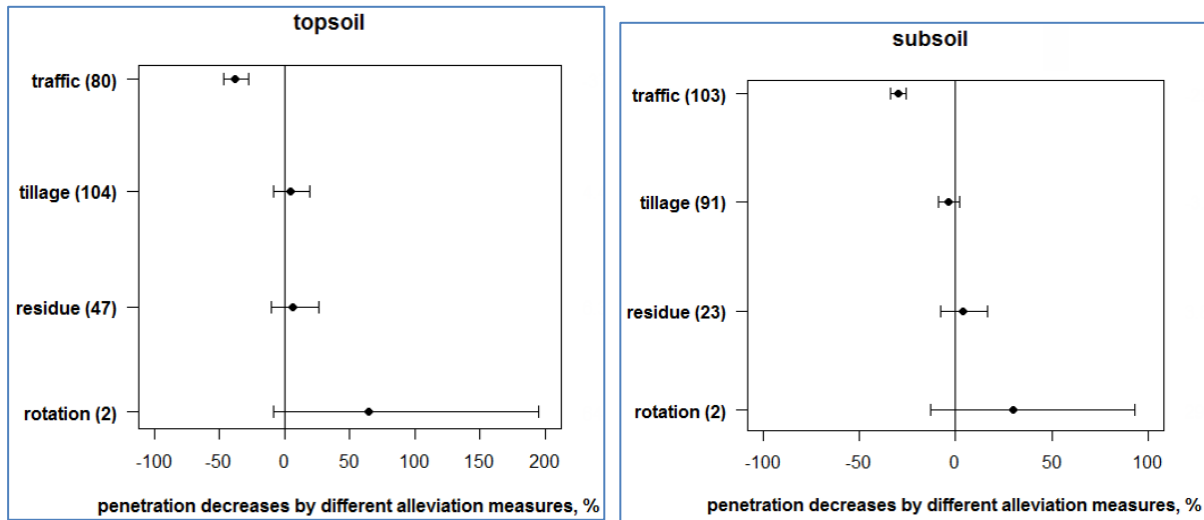 topsoil
traffic (80)
tillage (104)
residue (47)
rotation (2)
-100 -50 0 50 100 150 200
penetration decreases by different alleviation measures, %
subsoil
traffic (103)
tillage (91)
residue (23)
rotation (2)
-100 -50 0 50 100
penetration decreases by different alleviation measures, %